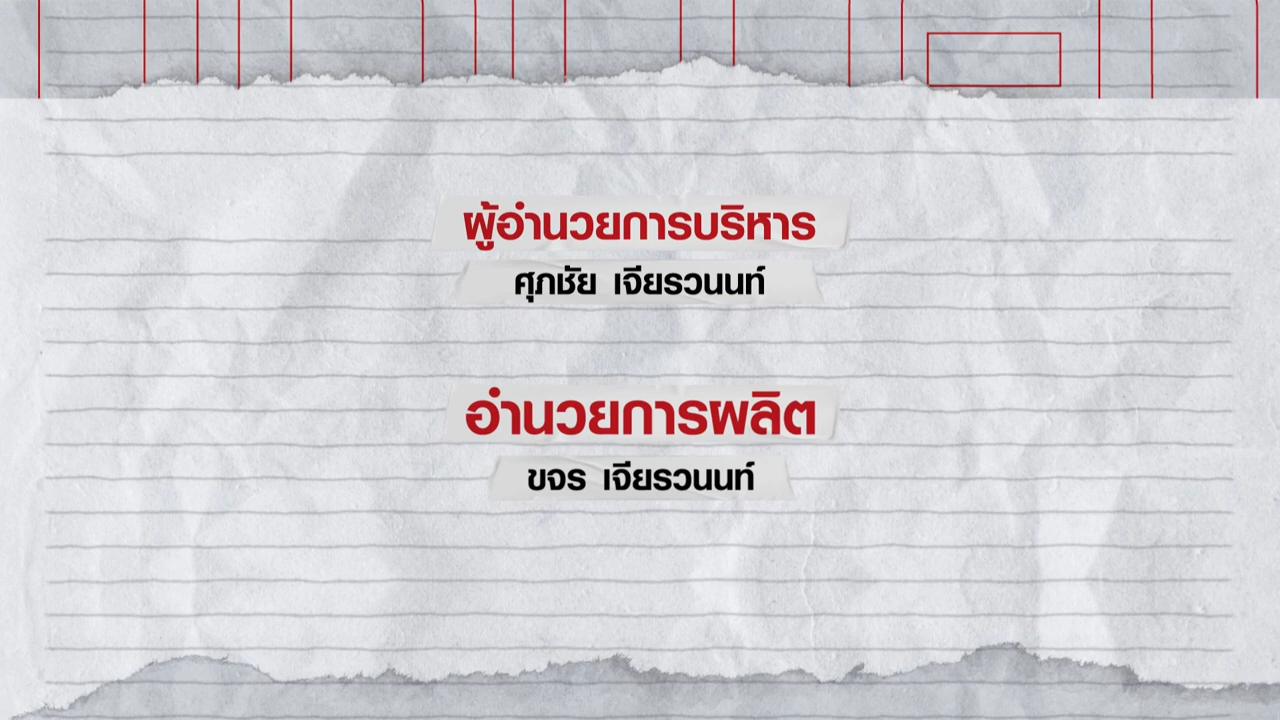 ผู้อำนวยการบริหาร
ศุภชัย เจียรวนนท์
อำนวยการผลิต
ขจร เจียรวนนท์